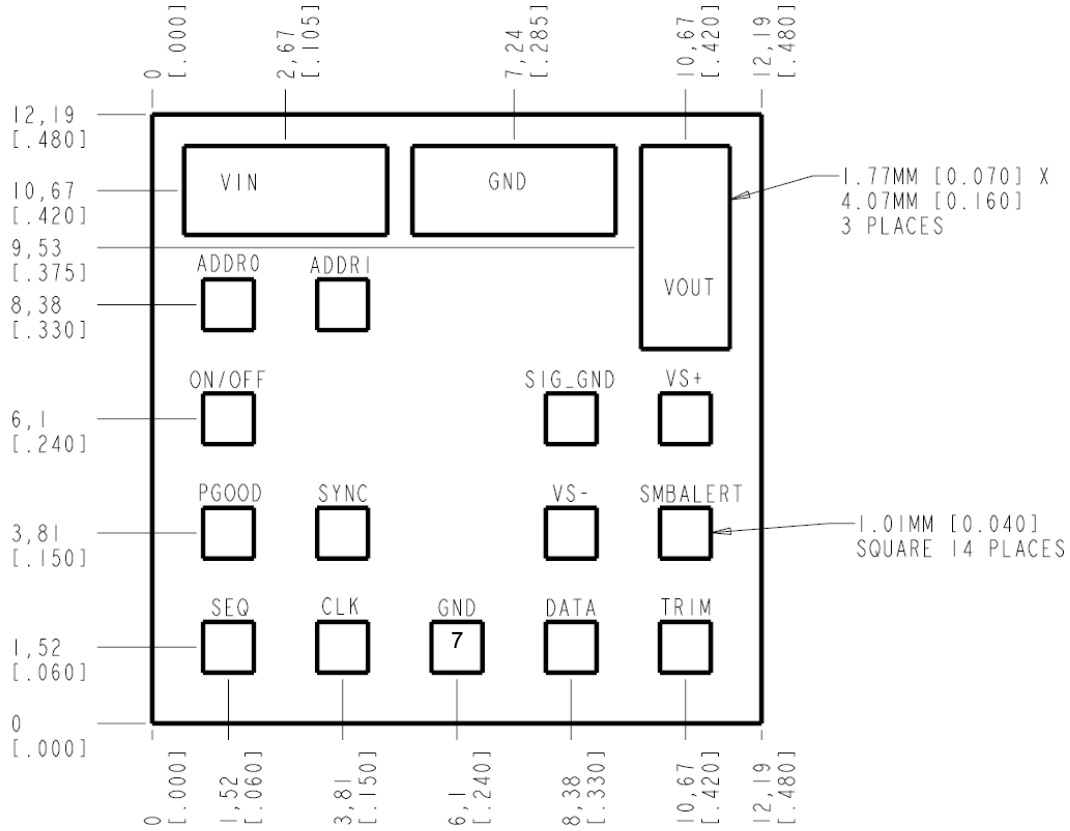 0
[.000]
2,67
[.105]
7,24
[.285]
10,67
[.420]
12,19
[.480]
12,19
[.480]
10,67
[.420]
9,53
[.375]
8,38
[.330]
6,1
[.240]
3,81
[.150]
1,52
[.060]
0
[.000]
VIN
GND
VOUT
1.77MM [0.070] X
4.07MM [0.160]
3 PLACES
ADDR0
ADDR1
ON/OFF
SIG_GND
VS+
PGOOD
SYNC
VS-
SMBALERT
1.01MM [0.040]
SQUARE 14 PLACES
SEQ
CLK
GND
7
DATA
TRIM
0
[.000]
1,52
[.060]
3,81
[.150]
6,1
[.240]
8,38
[.330]
10,67
[.420]
12,19
[.480]